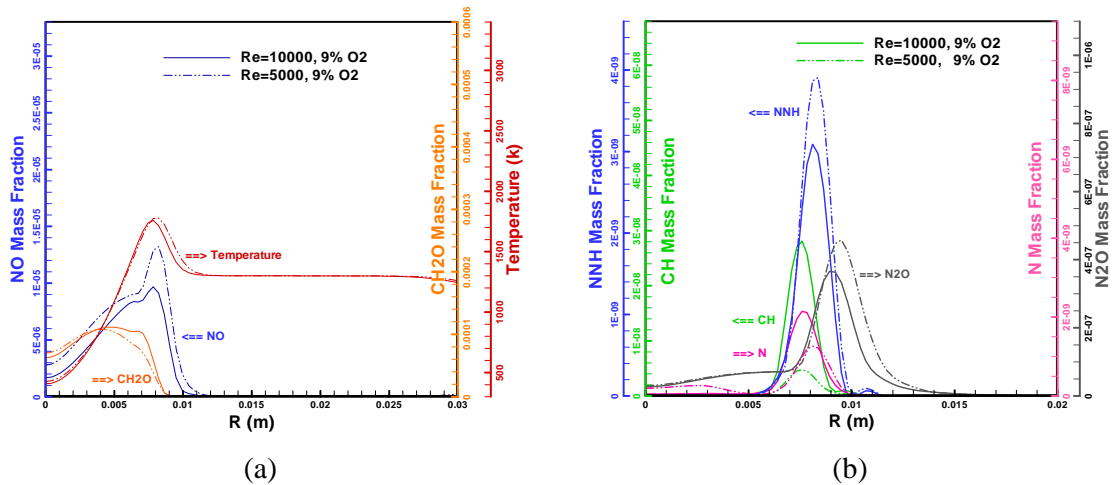 Re=10000, 9% O2
Re=5000, 9% O2
NO Mass Fraction
5E-06
1E-05
1.5E-05
2E-05
2.5E-05
3E-05
CH2O Mass Fraction
0
0.0001
0.0002
0.0003
0.0004
0.0005
0.0006
Temperature (k)
500
1000
1500
2000
2500
3000
==> Temperature
<== NO
==> CH2O
0
0.005
0.01
0.015
0.02
0.025
0.03
R (m)
(a)
Re=10000, 9% O2
Re=5000, 9% O2
NNH Mass Fraction
0
1E-09
2E-09
3E-09
4E-09
CH Mass Fraction
0
1E-08
2E-08
3E-08
4E-08
5E-08
6E-08
N Mass Fraction
0
2E-09
4E-09
6E-09
8E-09
N2O Mass Fraction
0
2E-07
4E-07
6E-07
8E-07
1E-06
<== NNH
==> N2O
<== CH
==> N
0
0.005
0.01
0.015
0.02
R (m)
(b)